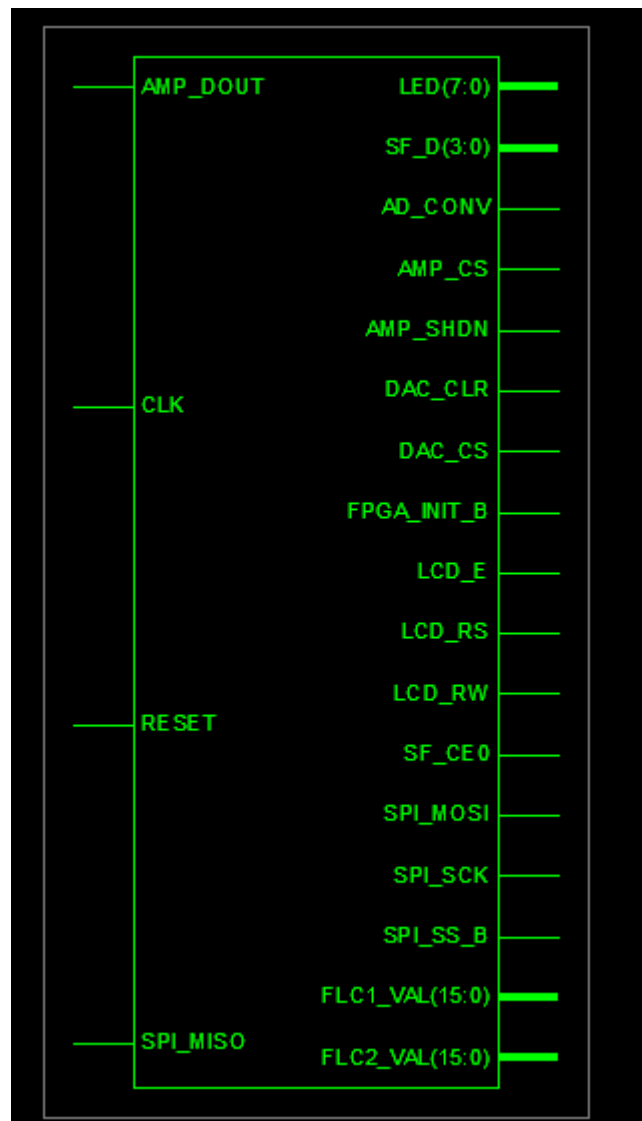 AMP_DOUT
LED(7:0)
SF_D(3:0)
AD_CONV
AMP_CS
AMP_SHDN
DAC_CLR
CLK
DAC_CS
FPGA_INIT_B
LCD_E
LCD_RS
LCD_RW
RESET
SF_CE0
SPI_MOSI
SPI_SCK
SPI_SS_B
FLC1_VAL(15:0)
SPI_MISO
FLC2_VAL(15:0)